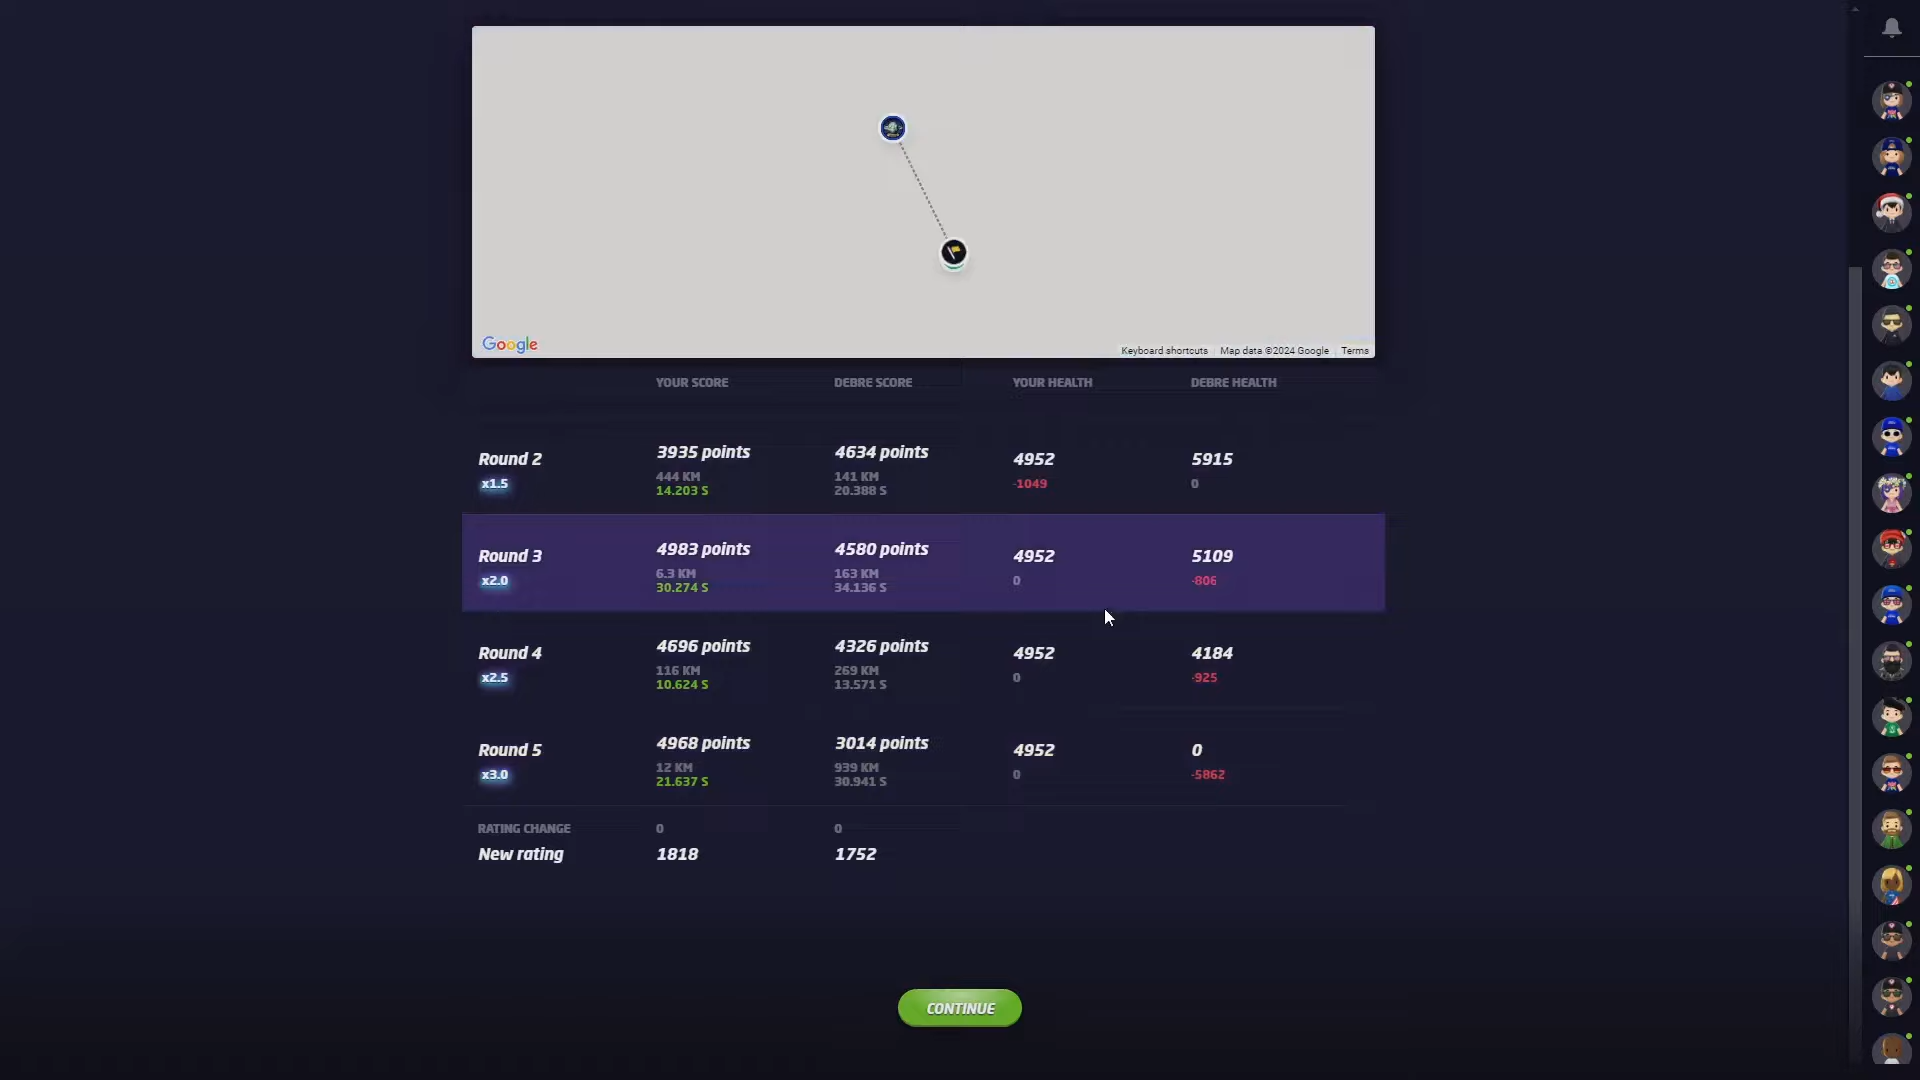 Google
Keyboard shortcuts Map data ©2024 Google Terms
YOUR SCORE DEBRE SCORE YOUR HEALTH DEBRE HEALTH
Round 2 3935 points 4634 points 4952 5915
x1.5 444 KM 141 KM -1049 0
14.203 S 20.388 S
Round 3 4983 points 4580 points 4952 5109
x2.0 6.3 KM 163 KM 0 -806
30.274 S 34.136 S
Round 4 4696 points 4326 points 4952 4184
x2.5 116 KM 269 KM 0 -925
10.624 S 13.571 S
Round 5 4968 points 3014 points 4952 0
x3.0 12 KM 939 KM 0 -5862
21.637 S 30.941 S
RATING CHANGE 0 0
New rating 1818 1752
CONTINUE